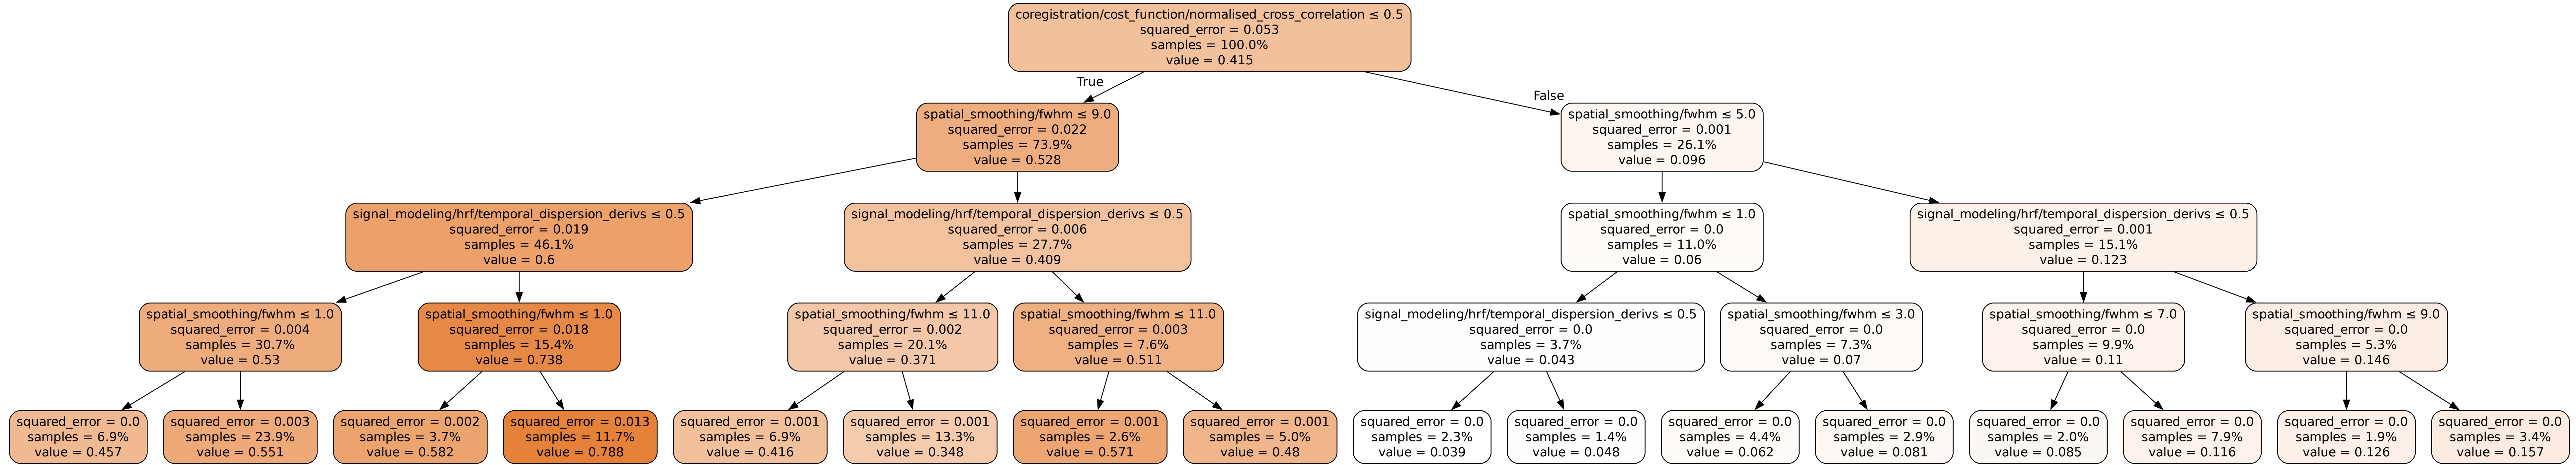 coregistration/cost_function/normalised_cross_correlation ≤ 0.5
squared_error = 0.053
samples = 100.0%
value = 0.415
True
False
spatial_smoothing/fwhm ≤ 9.0
squared_error = 0.022
samples = 73.9%
value = 0.528
spatial_smoothing/fwhm ≤ 5.0
squared_error = 0.001
samples = 26.1%
value = 0.096
signal_modeling/hrf/temporal_dispersion_derivs ≤ 0.5
squared_error = 0.019
samples = 46.1%
value = 0.6
signal_modeling/hrf/temporal_dispersion_derivs ≤ 0.5
squared_error = 0.006
samples = 27.7%
value = 0.409
spatial_smoothing/fwhm ≤ 1.0
squared_error = 0.0
samples = 11.0%
value = 0.06
signal_modeling/hrf/temporal_dispersion_derivs ≤ 0.5
squared_error = 0.001
samples = 15.1%
value = 0.123
spatial_smoothing/fwhm ≤ 1.0
squared_error = 0.004
samples = 30.7%
value = 0.53
spatial_smoothing/fwhm ≤ 1.0
squared_error = 0.018
samples = 15.4%
value = 0.738
spatial_smoothing/fwhm ≤ 11.0
squared_error = 0.002
samples = 20.1%
value = 0.371
spatial_smoothing/fwhm ≤ 11.0
squared_error = 0.003
samples = 7.6%
value = 0.511
signal_modeling/hrf/temporal_dispersion_derivs ≤ 0.5
squared_error = 0.0
samples = 3.7%
value = 0.043
spatial_smoothing/fwhm ≤ 3.0
squared_error = 0.0
samples = 7.3%
value = 0.07
spatial_smoothing/fwhm ≤ 7.0
squared_error = 0.0
samples = 9.9%
value = 0.11
spatial_smoothing/fwhm ≤ 9.0
squared_error = 0.0
samples = 5.3%
value = 0.146
squared_error = 0.0
samples = 6.9%
value = 0.457
squared_error = 0.003
samples = 23.9%
value = 0.551
squared_error = 0.002
samples = 3.7%
value = 0.582
squared_error = 0.013
samples = 11.7%
value = 0.788
squared_error = 0.001
samples = 6.9%
value = 0.416
squared_error = 0.001
samples = 13.3%
value = 0.348
squared_error = 0.001
samples = 2.6%
value = 0.571
squared_error = 0.001
samples = 5.0%
value = 0.48
squared_error = 0.0
samples = 2.3%
value = 0.039
squared_error = 0.0
samples = 1.4%
value = 0.048
squared_error = 0.0
samples = 4.4%
value = 0.062
squared_error = 0.0
samples = 2.9%
value = 0.081
squared_error = 0.0
samples = 2.0%
value = 0.085
squared_error = 0.0
samples = 7.9%
value = 0.116
squared_error = 0.0
samples = 1.9%
value = 0.126
squared_error = 0.0
samples = 3.4%
value = 0.157